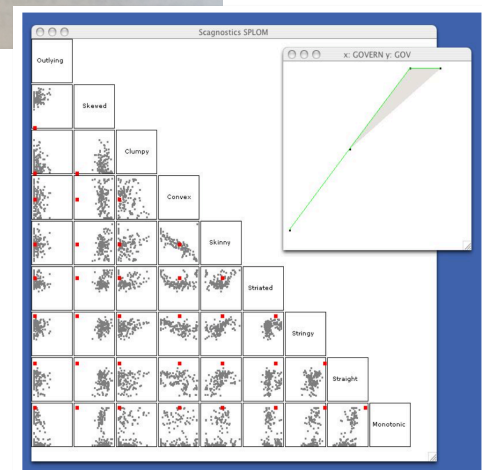 Scagnostics SPLOM
x: GOVERN y: GOV
Outlying
Skewed
Clumpy
Convex
Skinny
Striated
Stringy
Straight
Monotonic